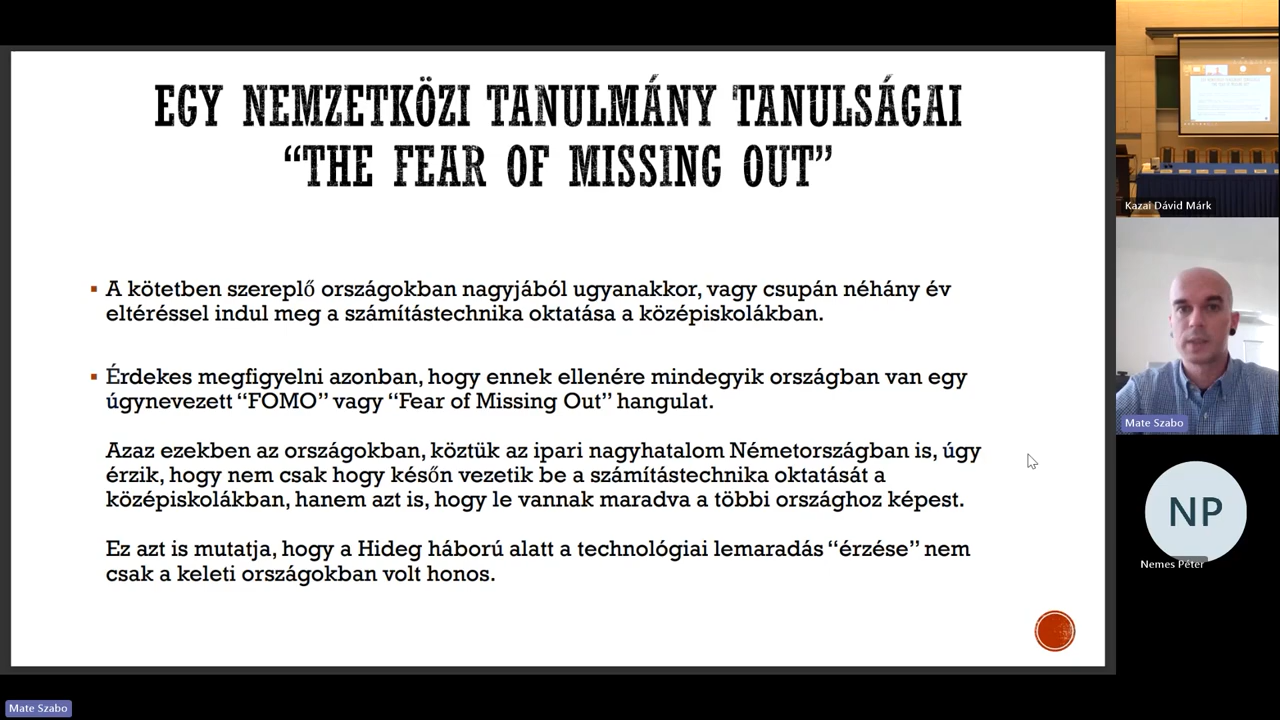 EGY NEMZETKÖZI TANULMÁNY TANULSÁGAI
“THE FEAR OF MISSING OUT”
A kötetben szereplő országokban nagyjából ugyanakkor, vagy csupán néhány év
eltéréssel indul meg a számítástechnika oktatása a középiskolákban.
Érdekes megfigyelni azonban, hogy ennek ellenére mindegyik országban van egy
úgynevezett “FOMO” vagy “Fear of Missing Out” hangulat.
Azaz ezekben az országokban, köztük az ipari nagyhatalom Németországban is, úgy
érzik, hogy nem csak hogy későn vezetik be a számítástechnika oktatását a
középiskolákban, hanem azt is, hogy le vannak maradva a többi országhoz képest.
Ez azt is mutatja, hogy a Hideg háború alatt a technológiai lemaradás “érzése” nem
csak a keleti országokban volt honos.
Kazai Dávid Márk
Mate Szabo
NP
Nemes Péter
Mate Szabo